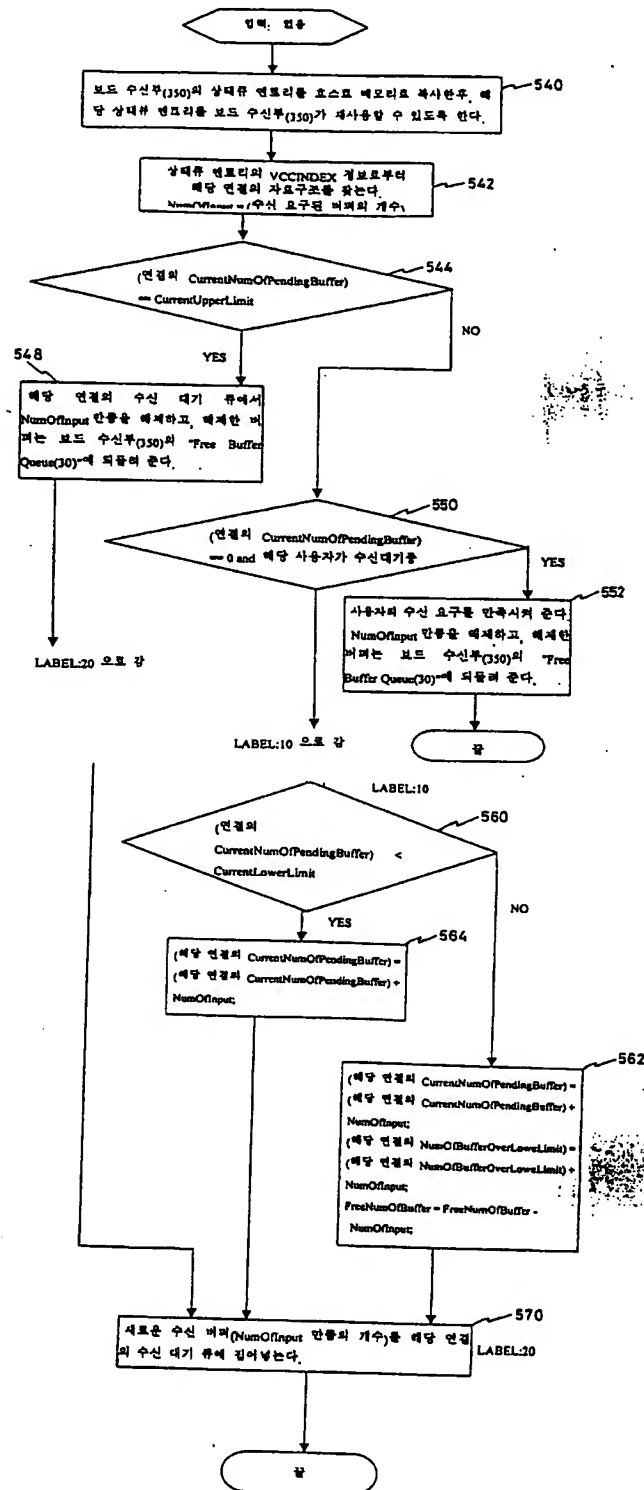 입력: 없음
보드 수신부(350)의 상태큐 엔트리를 호스트 메모리로 복사한후, 해
당 상태큐 엔트리를 보드 수신부(350)가 재사용할 수 있도록 한다.
540
상태큐 엔트리의 VCCINDEX 정보로부터
해당 연결의 자료구조를 찾는다.
NumOfInput = (수신 요구된 버퍼의 개수)
542
(연결의 CurrentNumOfPendingBuffer)
== CurrentUpperLimit
544
NO
YES
548
해당 연결의 수신 대기 큐에서
NumOfInput 만큼을 해제하고, 해제한 버
퍼는 보드 수신부(350)의 "Free Buffer
Queue(30)"에 되돌려 준다.
550
(연결의 CurrentNumOfPendingBuffer)
== 0 and 해당 사용자가 수신대기중
YES
552
사용자의 수신 요구를 만족시켜 준다.
NumOfInput 만큼을 해제하고, 해제한
버퍼는 보드 수신부(350)의 "Free
Buffer Queue(30)"에 되돌려 준다.
LABEL:20 으로 감
LABEL:10 으로 감
끝
LABEL:10
560
(연결의
CurrentNumOfPendingBuffer) <
CurrentLowerLimit
NO
YES
564
(해당 연결의 CurrentNumOfPendingBuffer) =
(해당 연결의 CurrentNumOfPendingBuffer) +
NumOfInput;
562
(해당 연결의 CurrentNumOfPendingBuffer) =
(해당 연결의 CurrentNumOfPendingBuffer) +
NumOfInput;
(해당 연결의 NumOfBufferOverLoweLimit) =
(해당 연결의 NumOfBufferOverLoweLimit) +
NumOfInput;
FreeNumOfBuffer = FreeNumOfBuffer -
NumOfInput;
570
새로운 수신 버퍼(NumOfInput 만큼의 개수)를 해당 연결
의 수신 대기 큐에 집어넣는다.
LABEL:20
끝